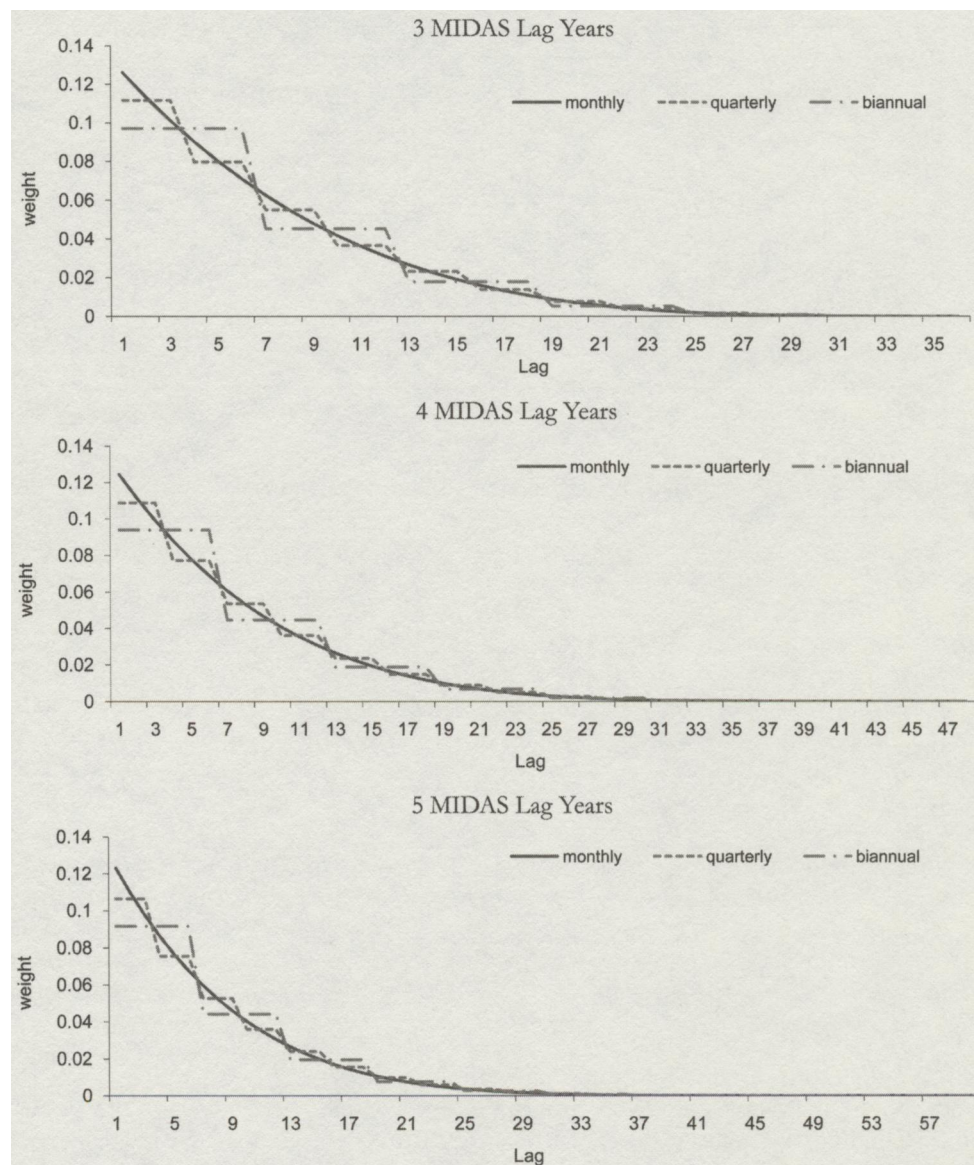 3 MIDAS Lag Years
0.14
0.12
0.1
0.08
0.06
0.04
0.02
0
weight
monthly quarterly biannual
1 3 5 7 9 11 13 15 17 19 21 23 25 27 29 31 33 35
Lag
4 MIDAS Lag Years
0.14
0.12
0.1
0.08
0.06
0.04
0.02
0
weight
monthly quarterly biannual
1 3 5 7 9 11 13 15 17 19 21 23 25 27 29 31 33 35 37 39 41 43 45 47
Lag
5 MIDAS Lag Years
0.14
0.12
0.1
0.08
0.06
0.04
0.02
0
weight
monthly quarterly biannual
1 5 9 13 17 21 25 29 33 37 41 45 49 53 57
Lag